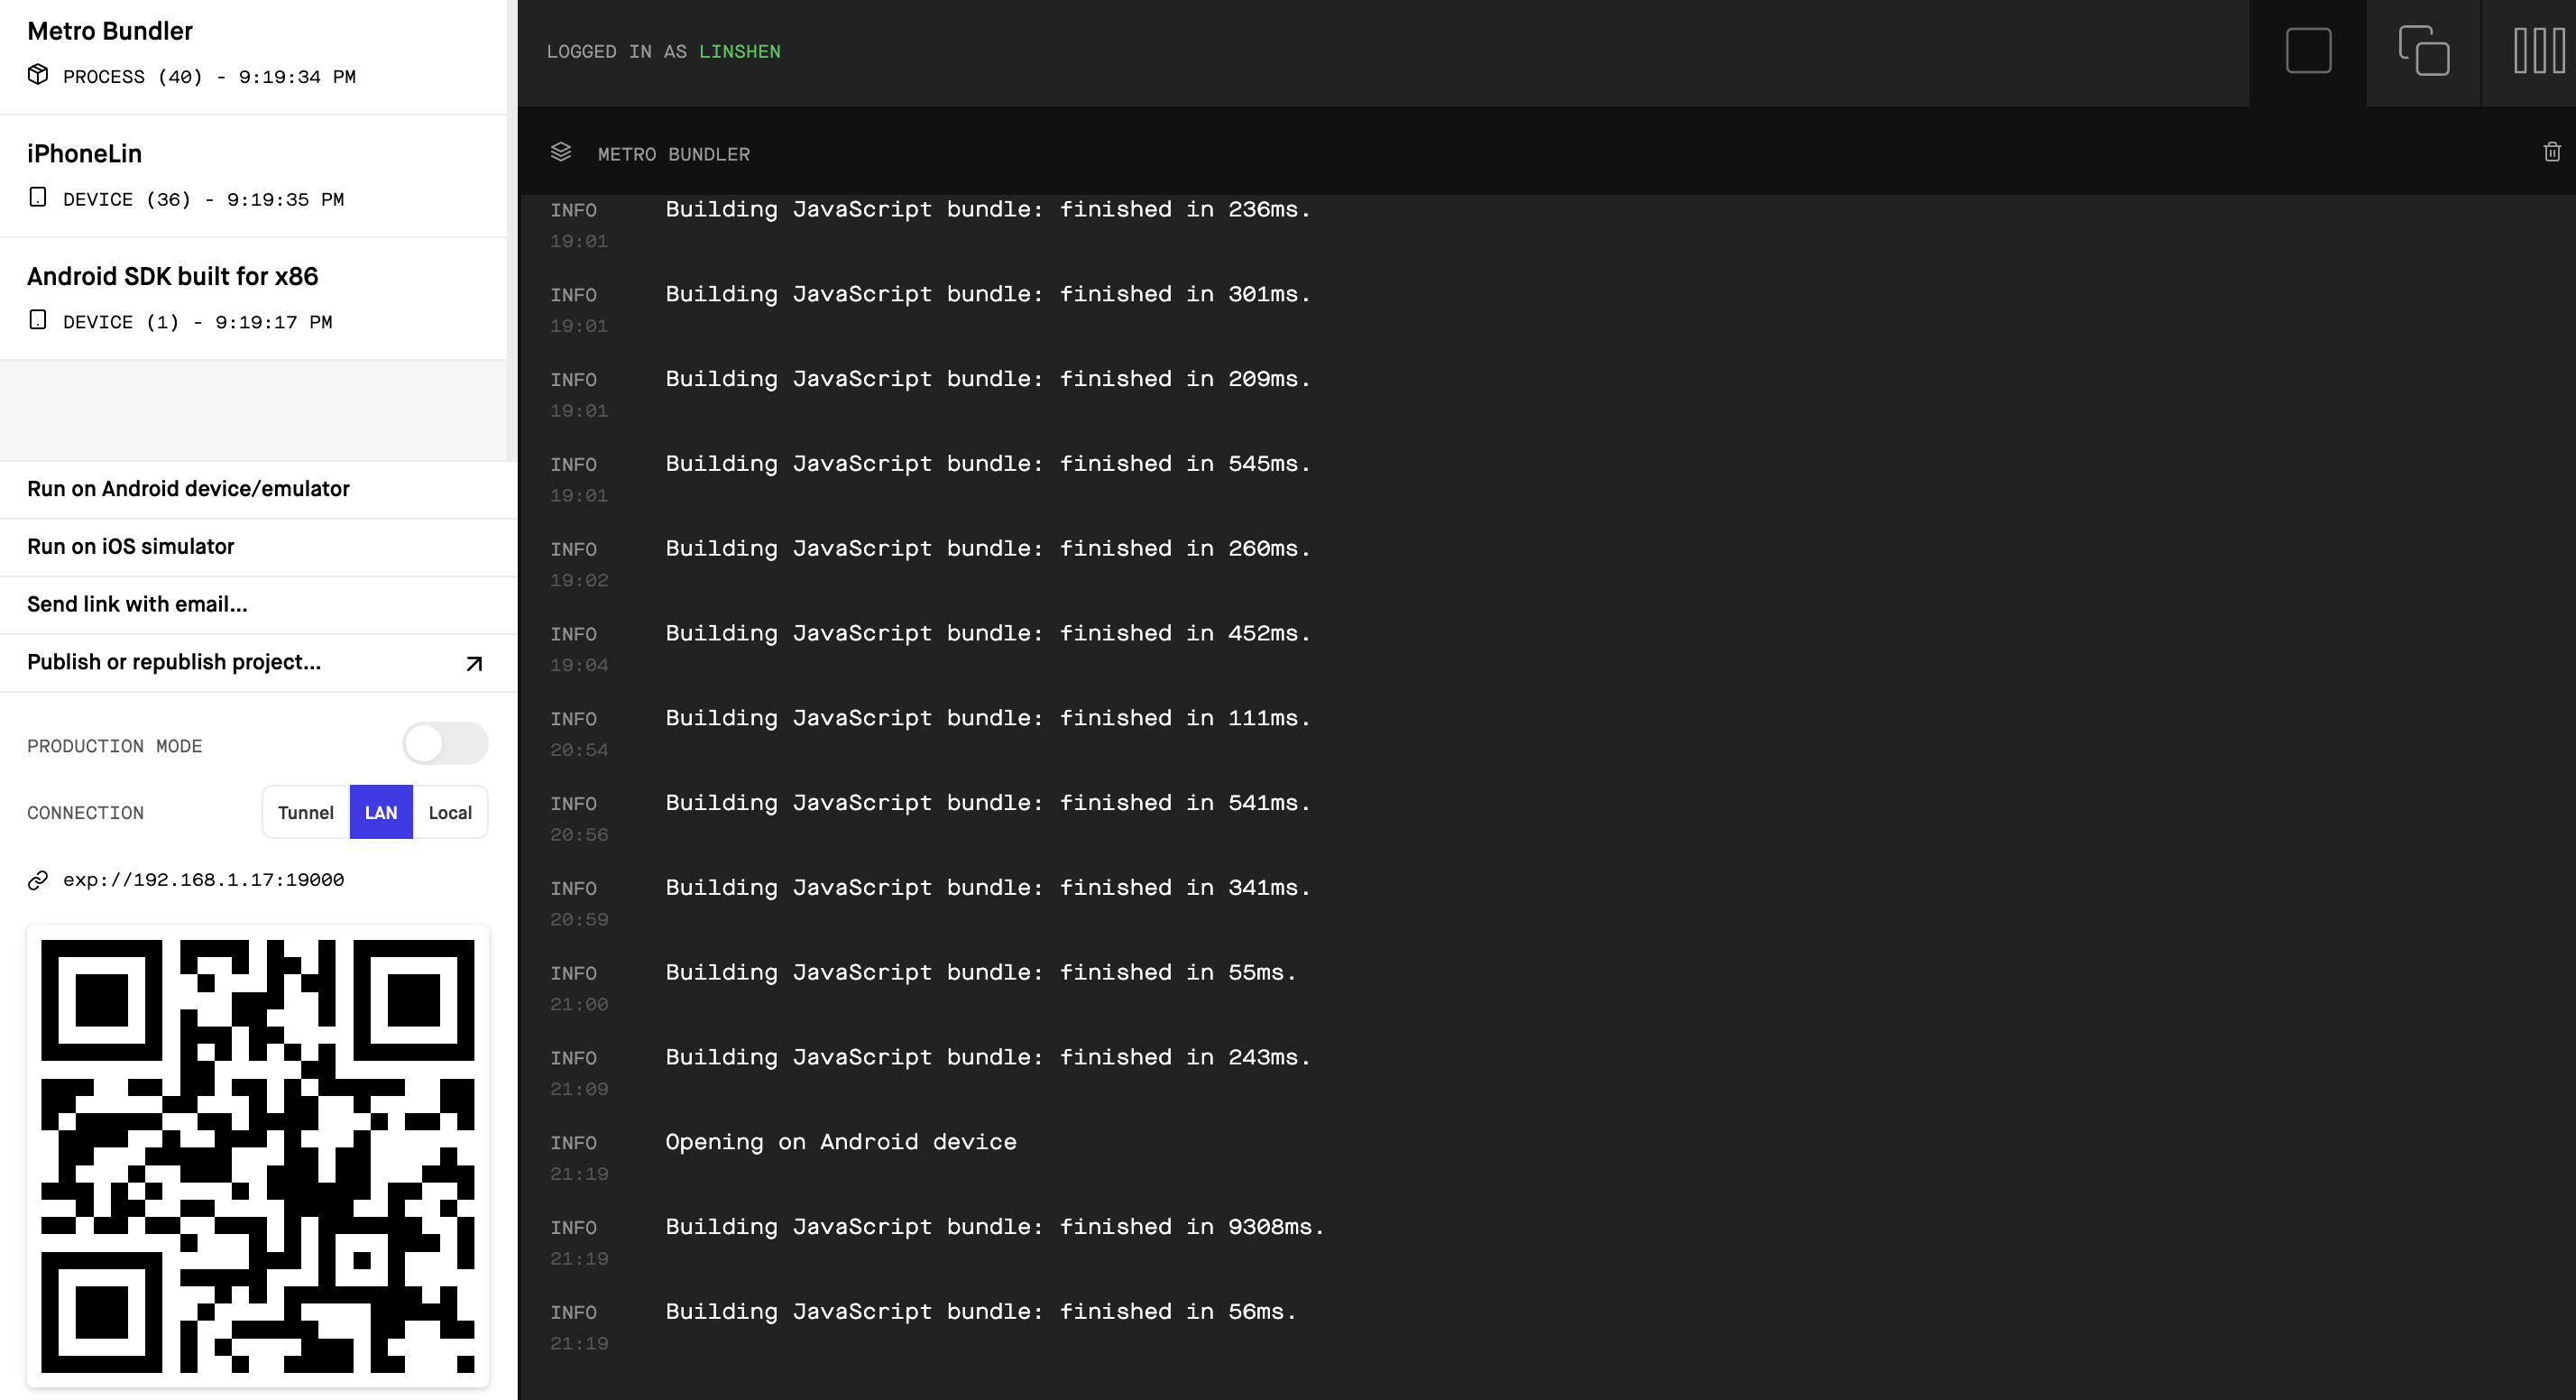 Metro Bundler
PROCESS (40) - 9:19:34 PM
iPhoneLin
DEVICE (36) - 9:19:35 PM
Android SDK built for x86
DEVICE (1) - 9:19:17 PM
Run on Android device/emulator
Run on iOS simulator
Send link with email...
Publish or republish project...
PRODUCTION MODE
CONNECTION
Tunnel LAN Local
exp://192.168.1.17:19000
LOGGED IN AS LINSHEN
METRO BUNDLER
INFO Building JavaScript bundle: finished in 236ms.
19:01
INFO Building JavaScript bundle: finished in 301ms.
19:01
INFO Building JavaScript bundle: finished in 209ms.
19:01
INFO Building JavaScript bundle: finished in 545ms.
19:01
INFO Building JavaScript bundle: finished in 260ms.
19:02
INFO Building JavaScript bundle: finished in 452ms.
19:04
INFO Building JavaScript bundle: finished in 111ms.
20:54
INFO Building JavaScript bundle: finished in 541ms.
20:56
INFO Building JavaScript bundle: finished in 341ms.
20:59
INFO Building JavaScript bundle: finished in 55ms.
21:00
INFO Building JavaScript bundle: finished in 243ms.
21:09
INFO Opening on Android device
21:19
INFO Building JavaScript bundle: finished in 9308ms.
21:19
INFO Building JavaScript bundle: finished in 56ms.
21:19